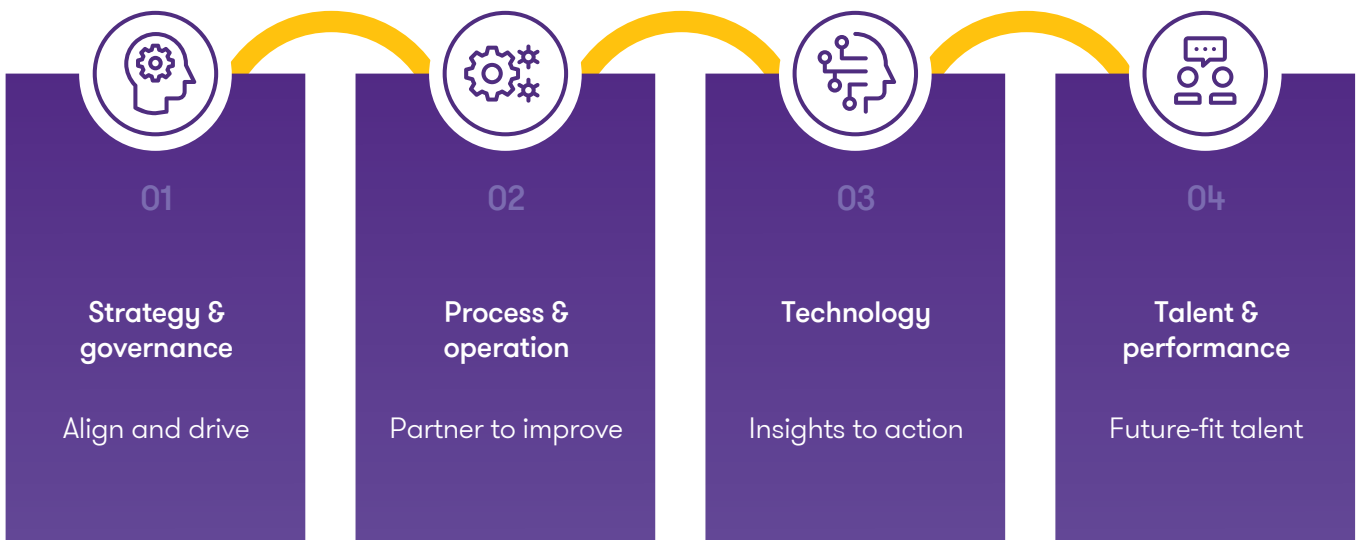 01
Strategy &
governance
Align and drive
02
Process &
operation
Partner to improve
03
Technology
Insights to action
04
Talent &
performance
Future-fit talent